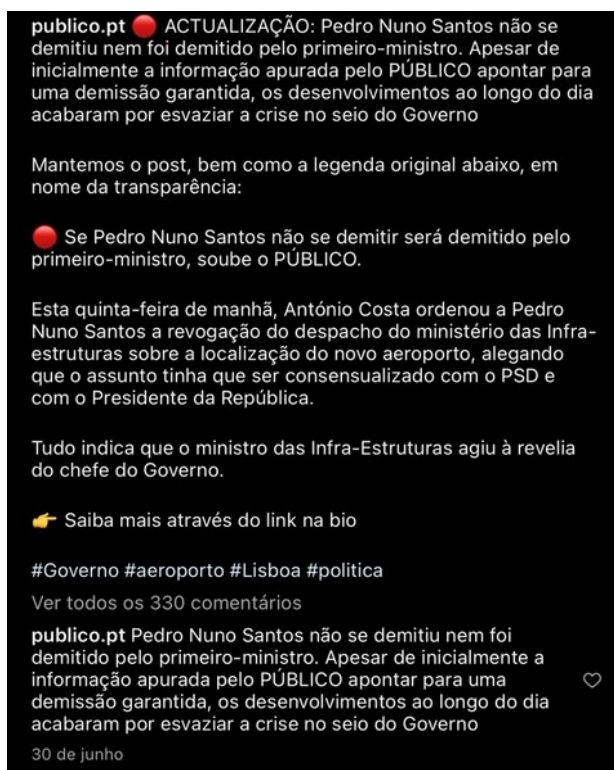 publico.pt 🔴 ACTUALIZAÇÃO: Pedro Nuno Santos não se
demitiu nem foi demitido pelo primeiro-ministro. Apesar de
inicialmente a informação apurada pelo PÚBLICO apontar para
uma demissão garantida, os desenvolvimentos ao longo do dia
acabaram por esvaziar a crise no seio do Governo
Mantemos o post, bem como a legenda original abaixo, em
nome da transparência:
🔴 Se Pedro Nuno Santos não se demitir será demitido pelo
primeiro-ministro, soube o PÚBLICO.
Esta quinta-feira de manhã, António Costa ordenou a Pedro
Nuno Santos a revogação do despacho do ministério das Infra-
estruturas sobre a localização do novo aeroporto, alegando
que o assunto tinha que ser consensualizado com o PSD e
com o Presidente da República.
Tudo indica que o ministro das Infra-Estruturas agiu à revelia
do chefe do Governo.
👉 Saiba mais através do link na bio
#Governo #aeroporto #Lisboa #politica
Ver todos os 330 comentários
publico.pt Pedro Nuno Santos não se demitiu nem foi
demitido pelo primeiro-ministro. Apesar de inicialmente a
informação apurada pelo PÚBLICO apontar para uma
demissão garantida, os desenvolvimentos ao longo do dia
acabaram por esvaziar a crise no seio do Governo
30 de junho